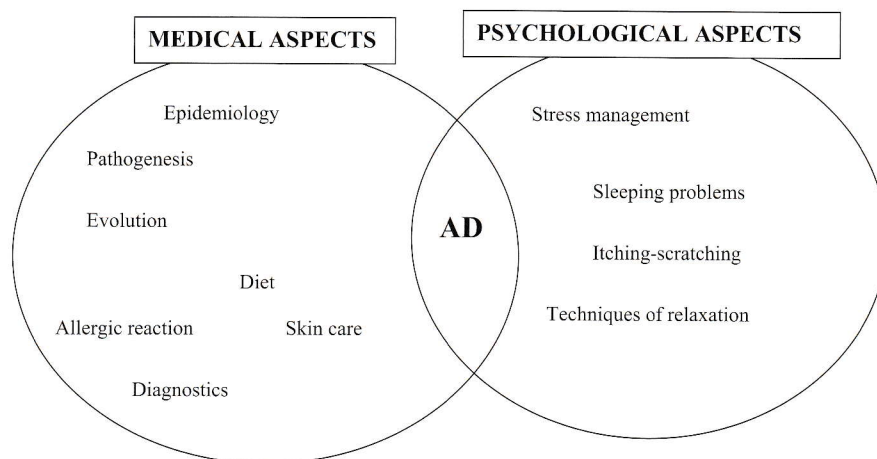 MEDICAL ASPECTS
PSYCHOLOGICAL ASPECTS
Epidemiology
Pathogenesis
Evolution
Diet
Allergic reaction
Skin care
Diagnostics
AD
Stress management
Sleeping problems
Itching-scratching
Techniques of relaxation